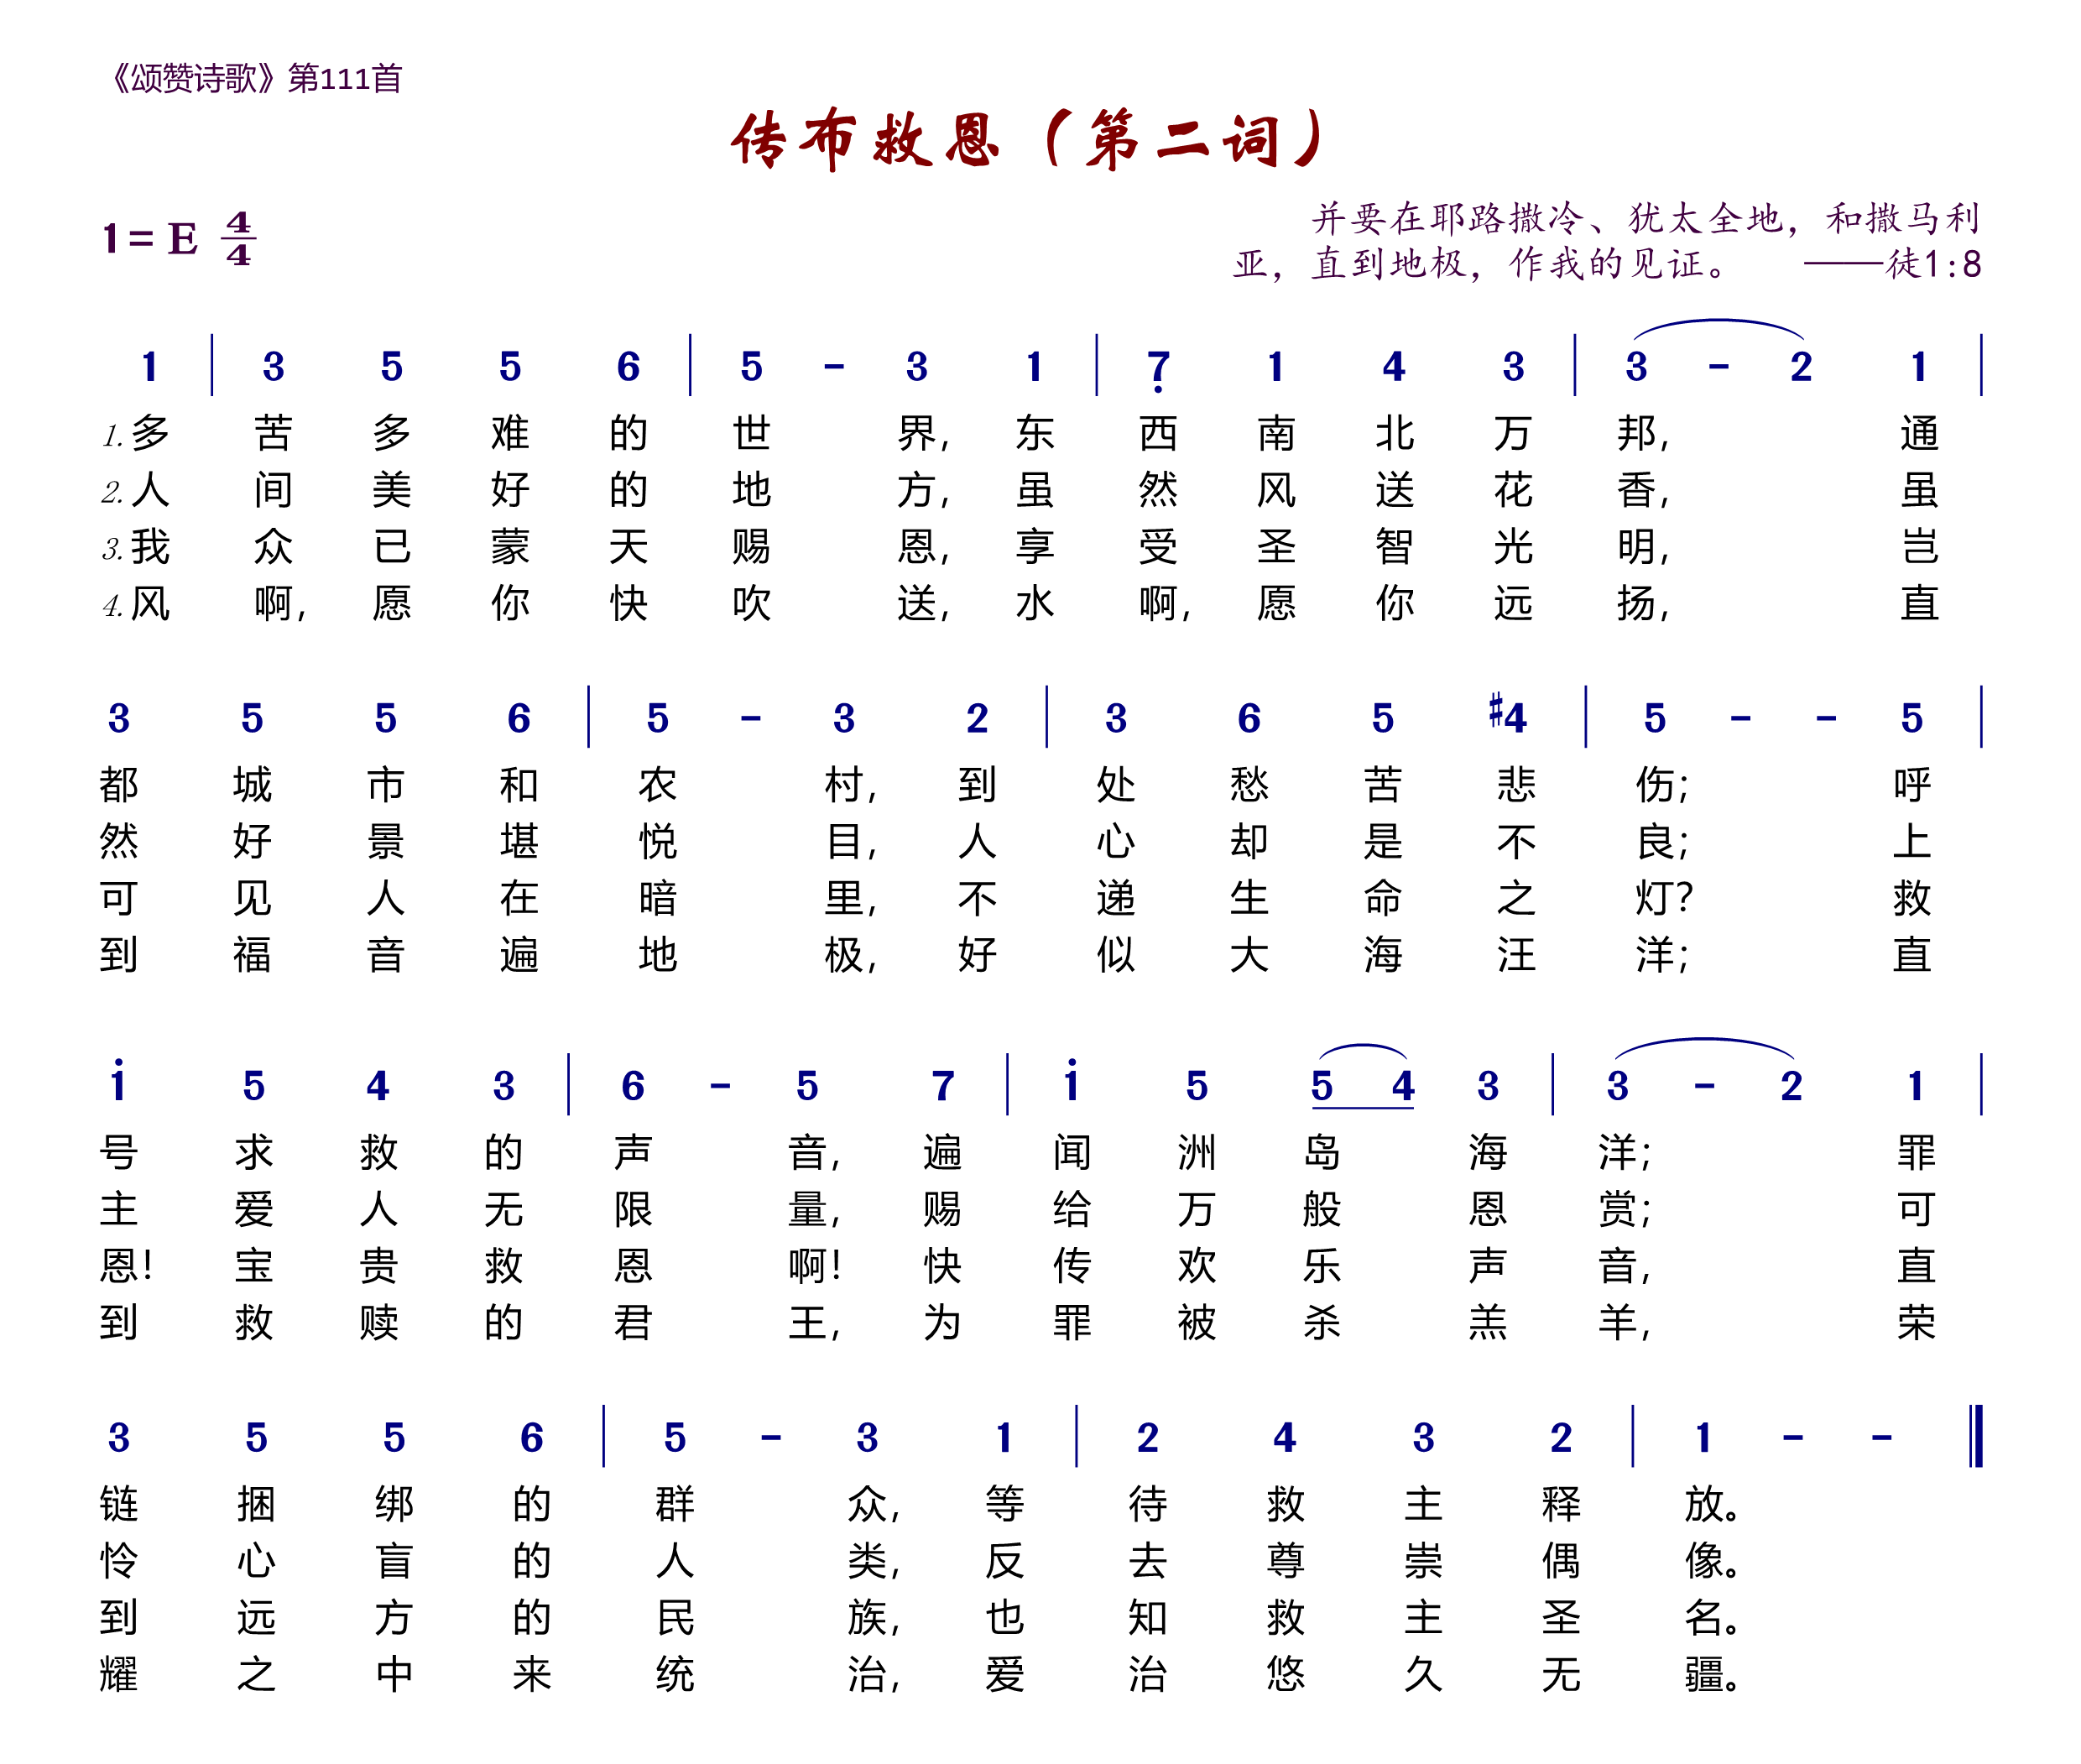 《颂赞诗歌》第111首
传布救恩（第二词）
1= E 4/4
并要在耶路撒冷、犹太全地，和撒马利
亚，直到地极，作我的见证。 ——徒1:8
1 | 3 5 5 6 | 5 - 3 1 | 7̣ 1 4 3 | 3 - 2 1 |
1.多苦多难的世界，东西南北万邦，通
2.人间美好的地方，虽然风送花香，虽
3.我众已蒙天赐恩，享受圣智光明，岂
4.风啊，愿你快吹送，水啊，愿你远扬，直
3 5 5 6 | 5 - 3 2 | 3 6 5 ♯4 | 5 - - 5 |
都城市和农村，到处愁苦悲伤；呼
然好景堪悦目，人心却是不良；上
可见人在暗里，不递生命之灯？救
到福音遍地极，好似大海汪洋；直
1̇ 5 4 3 | 6 - 5 7 | 1̇ 5 5 4 3 | 3 - 2 1 |
号求救的声音，遍闻洲岛海洋；罪
主爱人无限量，赐给万般恩赏；可
恩！宝贵救恩啊！快传欢乐声音，直
到救赎的君王，为罪被杀羔羊，荣
3 5 5 6 | 5 - 3 1 | 2 4 3 2 | 1 - - ‖
链捆绑的群众，等待救主释放。
怜心盲的人类，反去尊崇偶像。
到远方的民族，也知救主圣名。
耀之中来统治，爱治悠久无疆。